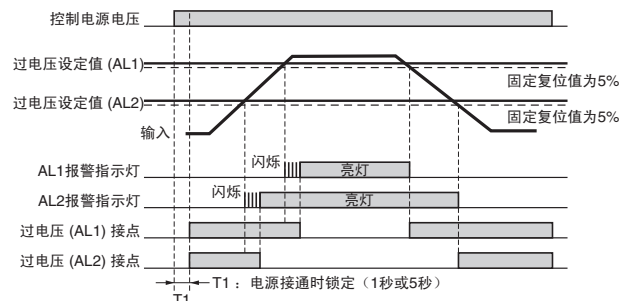 控制电源电压
过电压设定值 (AL1)
固定复位值为5%
过电压设定值 (AL2)
固定复位值为5%
输入
闪烁
AL1报警指示灯
亮灯
闪烁
AL2报警指示灯
亮灯
过电压 (AL1) 接点
过电压 (AL2) 接点
T1：电源接通时锁定（1秒或5秒）
T1